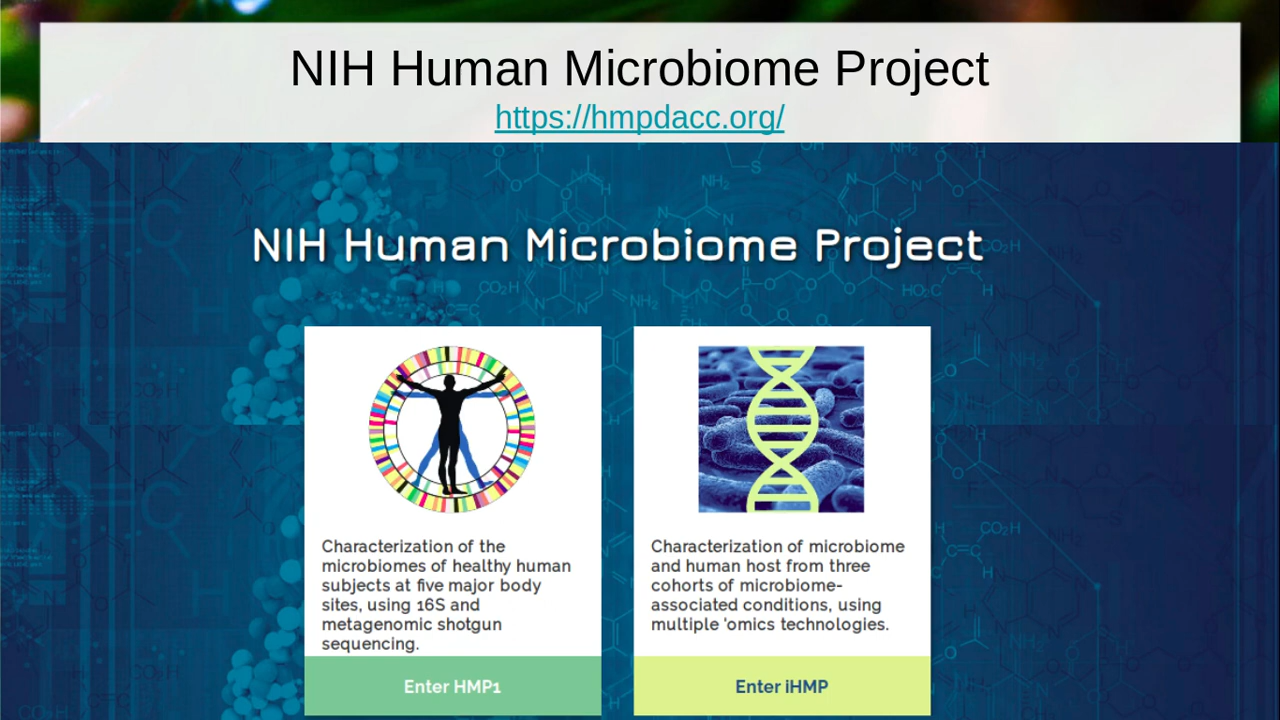 NIH Human Microbiome Project
https://hmpdacc.org/
NIH Human Microbiome Project
Characterization of the
microbiomes of healthy human
subjects at five major body
sites, using 16S and
metagenomic shotgun
sequencing.
Enter HMP1
Characterization of microbiome
and human host from three
cohorts of microbiome-
associated conditions, using
multiple 'omics technologies.
Enter iHMP